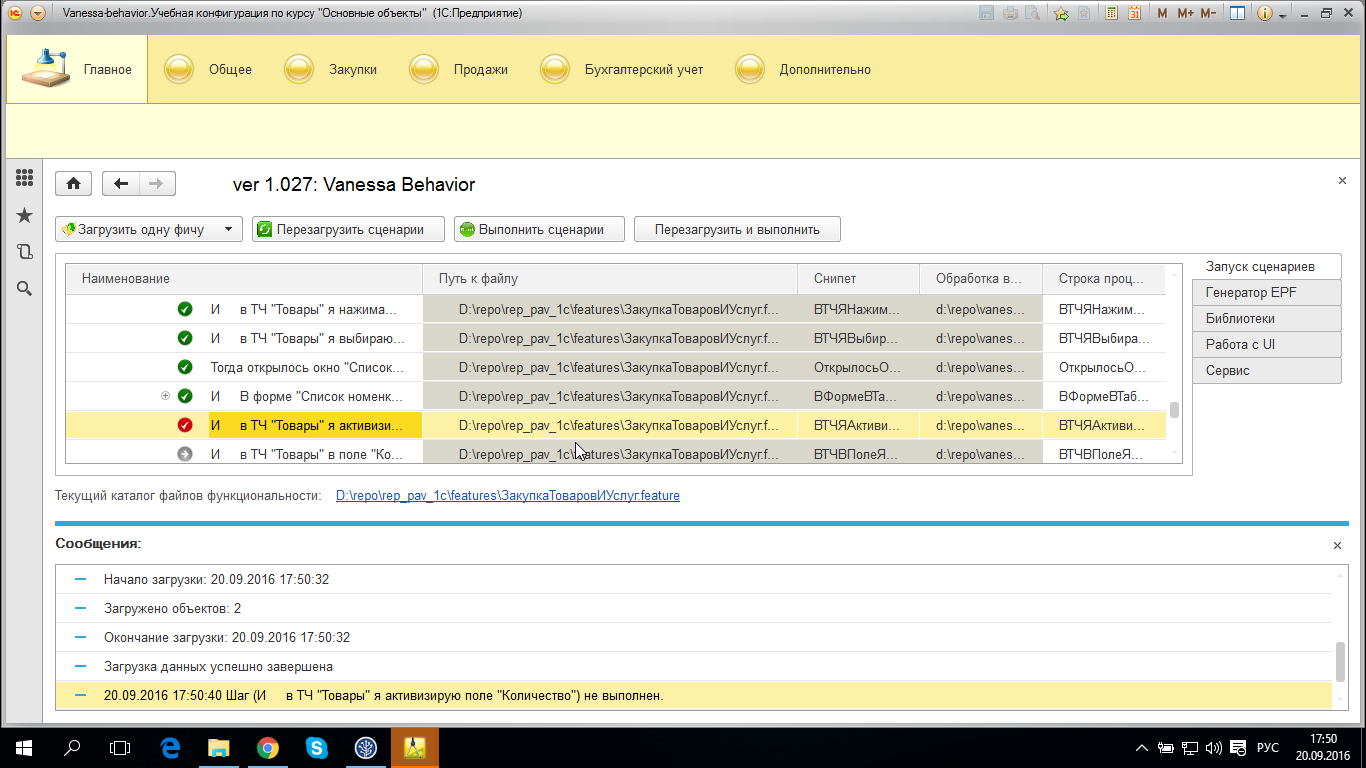 Vanessa-behavior.Учебная конфигурация по курсу "Основные объекты" (1С:Предприятие)
M M+ M-
Главное Общее Закупки Продажи Бухгалтерский учет Дополнительно
ver 1.027: Vanessa Behavior
Загрузить одну фичу Перезагрузить сценарии Выполнить сценарии Перезагрузить и выполнить
Наименование Путь к файлу Снипет Обработка в... Строка проц...
И в ТЧ "Товары" я нажима... D:\repo\rep_pav_1c\features\ЗакупкаТоваровИУслуг.f... ВТЧЯНажим... d:\repo\vanes... ВТЧЯНажим...
И в ТЧ "Товары" я выбираю... D:\repo\rep_pav_1c\features\ЗакупкаТоваровИУслуг.f... ВТЧЯВыбир... d:\repo\vanes... ВТЧЯВыбира...
Тогда открылось окно "Список... D:\repo\rep_pav_1c\features\ЗакупкаТоваровИУслуг.f... ОткрылосьО... d:\repo\vanes... ОткрылосьО...
И В форме "Список номенк... D:\repo\rep_pav_1c\features\ЗакупкаТоваровИУслуг.f... ВФормеВТа... d:\repo\vanes... ВФормеВТаб...
И в ТЧ "Товары" я активизи... D:\repo\rep_pav_1c\features\ЗакупкаТоваровИУслуг.f... ВТЧЯАктиви... d:\repo\vanes... ВТЧЯАктиви...
И в ТЧ "Товары" в поле "Ко... D:\repo\rep_pav_1c\features\ЗакупкаТоваровИУслуг.f... ВТЧВПолеЯ... d:\repo\vanes... ВТЧВПолеЯ...
Запуск сценариев
Генератор EPF
Библиотеки
Работа с UI
Сервис
Текущий каталог файлов функциональности: D:\repo\rep_pav_1c\features\ЗакупкаТоваровИУслуг.feature
Сообщения:
Начало загрузки: 20.09.2016 17:50:32
Загружено объектов: 2
Окончание загрузки: 20.09.2016 17:50:32
Загрузка данных успешно завершена
20.09.2016 17:50:40 Шаг (И в ТЧ "Товары" я активизирую поле "Количество") не выполнен.
РУС
17:50
20.09.2016